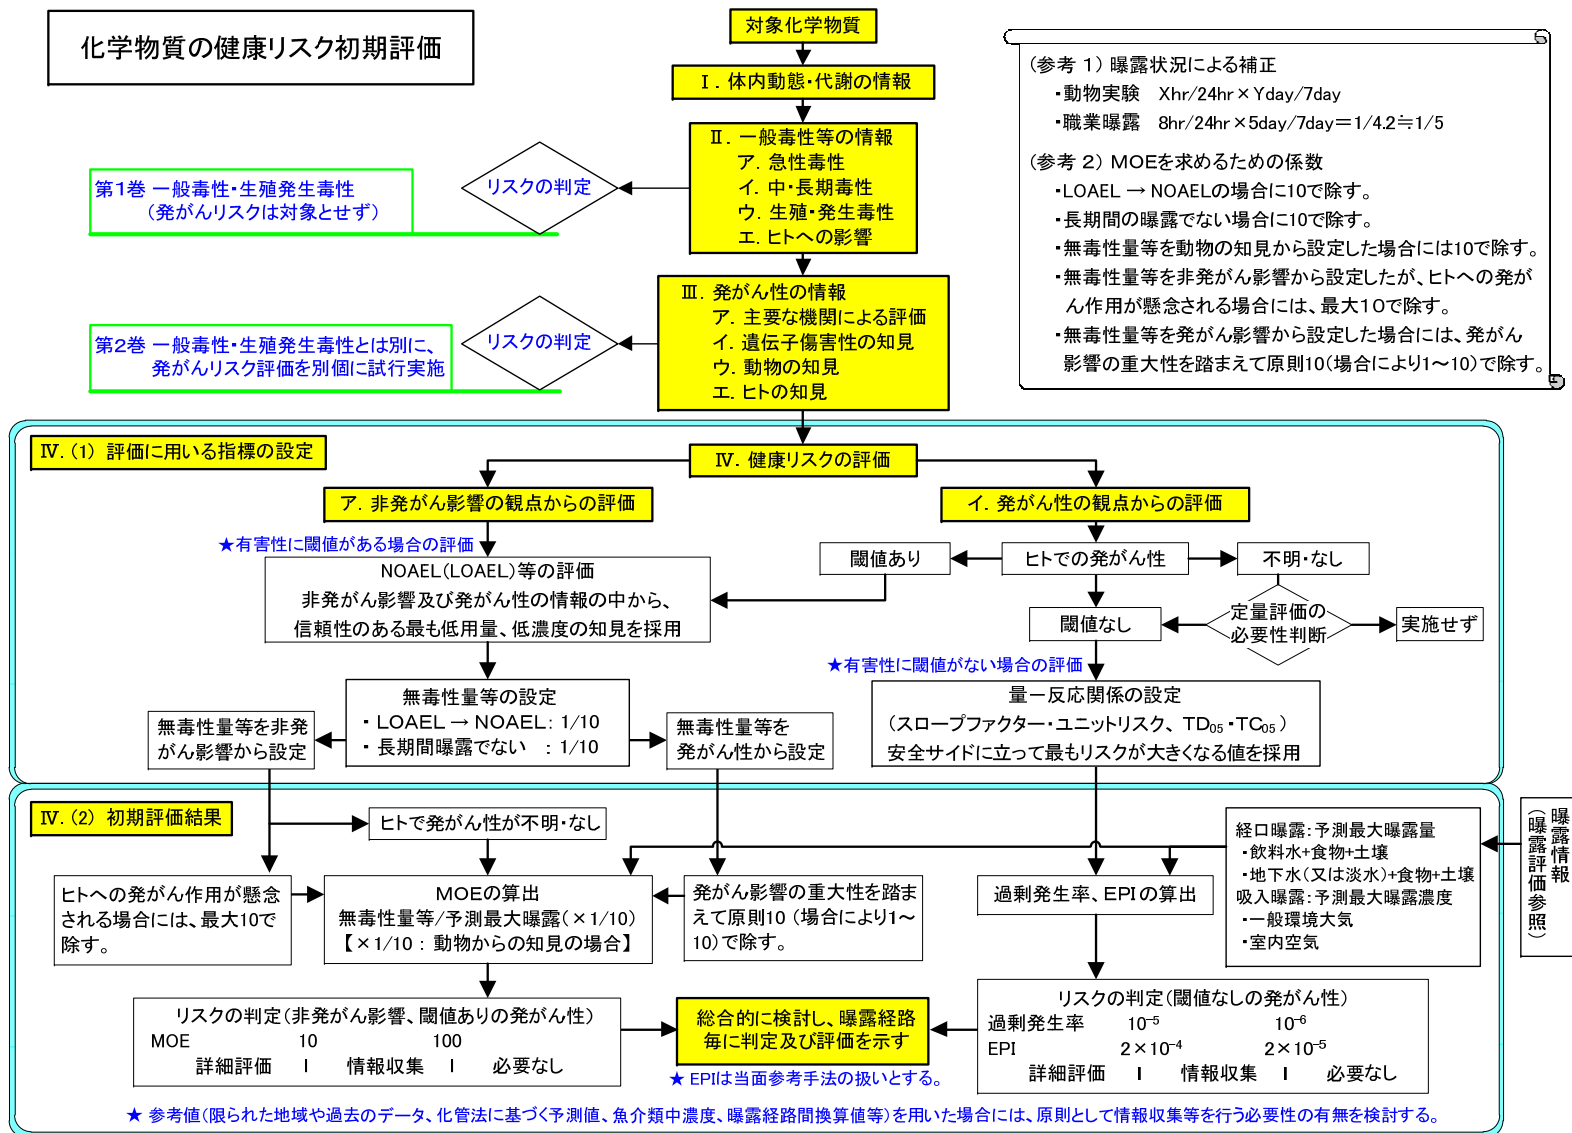 化学物質の健康リスク初期評価
対象化学物質
Ⅰ．体内動態・代謝の情報
Ⅱ．一般毒性等の情報
ア．急性毒性
イ．中・長期毒性
ウ．生殖・発生毒性
エ．ヒトへの影響
リスクの判定
第１巻 一般毒性・生殖発生毒性
（発がんリスクは対象とせず）
Ⅲ．発がん性の情報
ア．主要な機関による評価
イ．遺伝子傷害性の知見
ウ．動物の知見
エ．ヒトの知見
リスクの判定
第２巻 一般毒性・生殖発生毒性とは別に、
発がんリスク評価を別個に試行実施
（参考 1）曝露状況による補正
・動物実験　Xhr/24hr×Yday/7day
・職業曝露　8hr/24hr×5day/7day＝1/4.2≒1/5
（参考 2）MOEを求めるための係数
・LOAEL → NOAELの場合に10で除す。
・長期間の曝露でない場合に10で除す。
・無毒性量等を動物の知見から設定した場合には10で除す。
・無毒性量等を非発がん影響から設定したが、ヒトへの発が
ん作用が懸念される場合には、最大１０で除す。
・無毒性量等を発がん影響から設定した場合には、発がん
影響の重大性を踏まえて原則10（場合により1～10）で除す。
Ⅳ．（1）評価に用いる指標の設定
Ⅳ．健康リスクの評価
ア．非発がん影響の観点からの評価
イ．発がん性の観点からの評価
★有害性に閾値がある場合の評価
NOAEL（LOAEL）等の評価
非発がん影響及び発がん性の情報の中から、
信頼性のある最も低用量、低濃度の知見を採用
閾値あり
ヒトでの発がん性
不明・なし
閾値なし
定量評価の
必要性判断
実施せず
★有害性に閾値がない場合の評価
無毒性量等の設定
・ LOAEL → NOAEL： 1/10
・ 長期間曝露でない　： 1/10
無毒性量等を非発
がん影響から設定
無毒性量等を
発がん性から設定
量－反応関係の設定
（スロープファクター・ユニットリスク、TD05・TC05）
安全サイドに立って最もリスクが大きくなる値を採用
Ⅳ．（2）初期評価結果
ヒトで発がん性が不明・なし
ヒトへの発がん作用が懸念
される場合には、最大10で
除す。
MOEの算出
無毒性量等/予測最大曝露（×1/10）
【×1/10： 動物からの知見の場合】
発がん影響の重大性を踏ま
えて原則10（場合により1～
10）で除す。
過剰発生率、EPIの算出
経口曝露：予測最大曝露量
・飲料水+食物+土壌
・地下水（又は淡水）+食物+土壌
吸入曝露：予測最大曝露濃度
・一般環境大気
・室内空気
曝露情報
（曝露評価参照）
リスクの判定（非発がん影響、閾値ありの発がん性）
MOE　10　100
詳細評価　｜　情報収集　｜　必要なし
総合的に検討し、曝露経路
毎に判定及び評価を示す
リスクの判定（閾値なしの発がん性）
過剰発生率　10⁻⁵　10⁻⁶
EPI　2×10⁻⁴　2×10⁻⁵
詳細評価　｜　情報収集　｜　必要なし
★ EPIは当面参考手法の扱いとする。
★ 参考値（限られた地域や過去のデータ、化管法に基づく予測値、魚介類中濃度、曝露経路間換算値等）を用いた場合には、原則として情報収集等を行う必要性の有無を検討する。